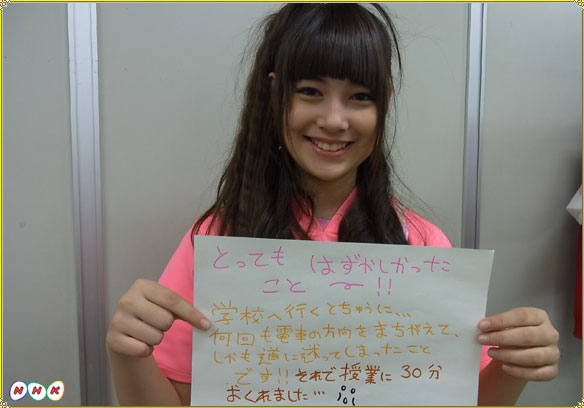 とっても はずかしかった
こと 〜!!
学校へ行くとちゅうに、、、
何回も電車の方向をまちがえて、
しかも道に迷ってしまったこと
です!! それで授業に30分
おくれました…
NHK